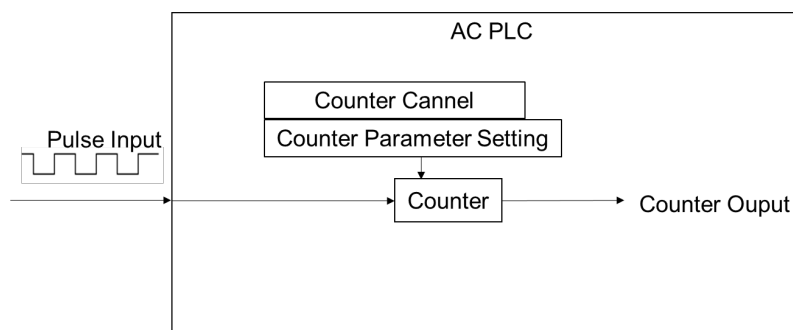 AC PLC
Counter Cannel
Pulse Input
Counter Parameter Setting
Counter
Counter Ouput